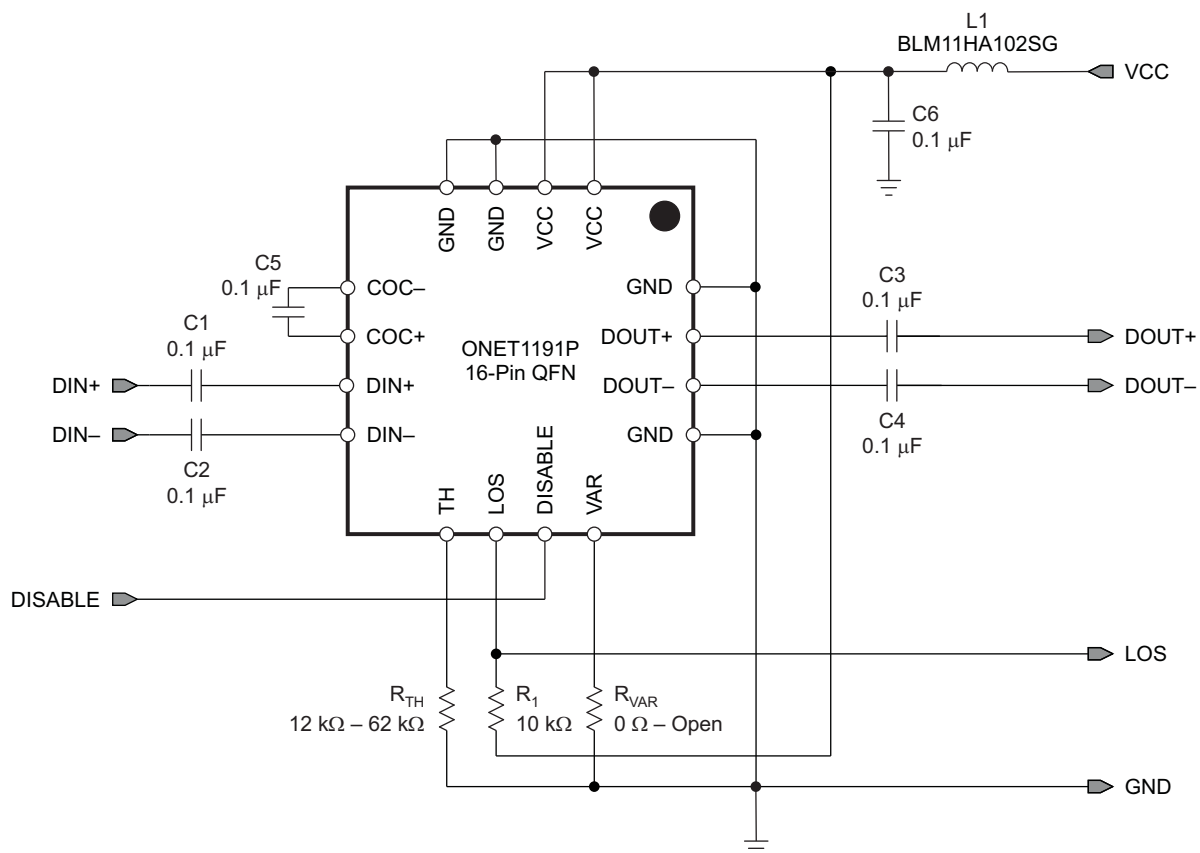 L1
BLM11HA102SG
VCC
C6
0.1 μF
GND
GND
VCC
VCC
C5
0.1 μF
COC–
COC+
GND
DOUT+
C3
0.1 μF
DOUT+
C1
0.1 μF
ONET1191P
16-Pin QFN
DIN+
DIN+
DOUT–
DOUT–
DIN–
DIN–
GND
C4
0.1 μF
C2
0.1 μF
TH
LOS
DISABLE
VAR
DISABLE
LOS
RTH
12 kΩ – 62 kΩ
R1
10 kΩ
RVAR
0 Ω – Open
GND